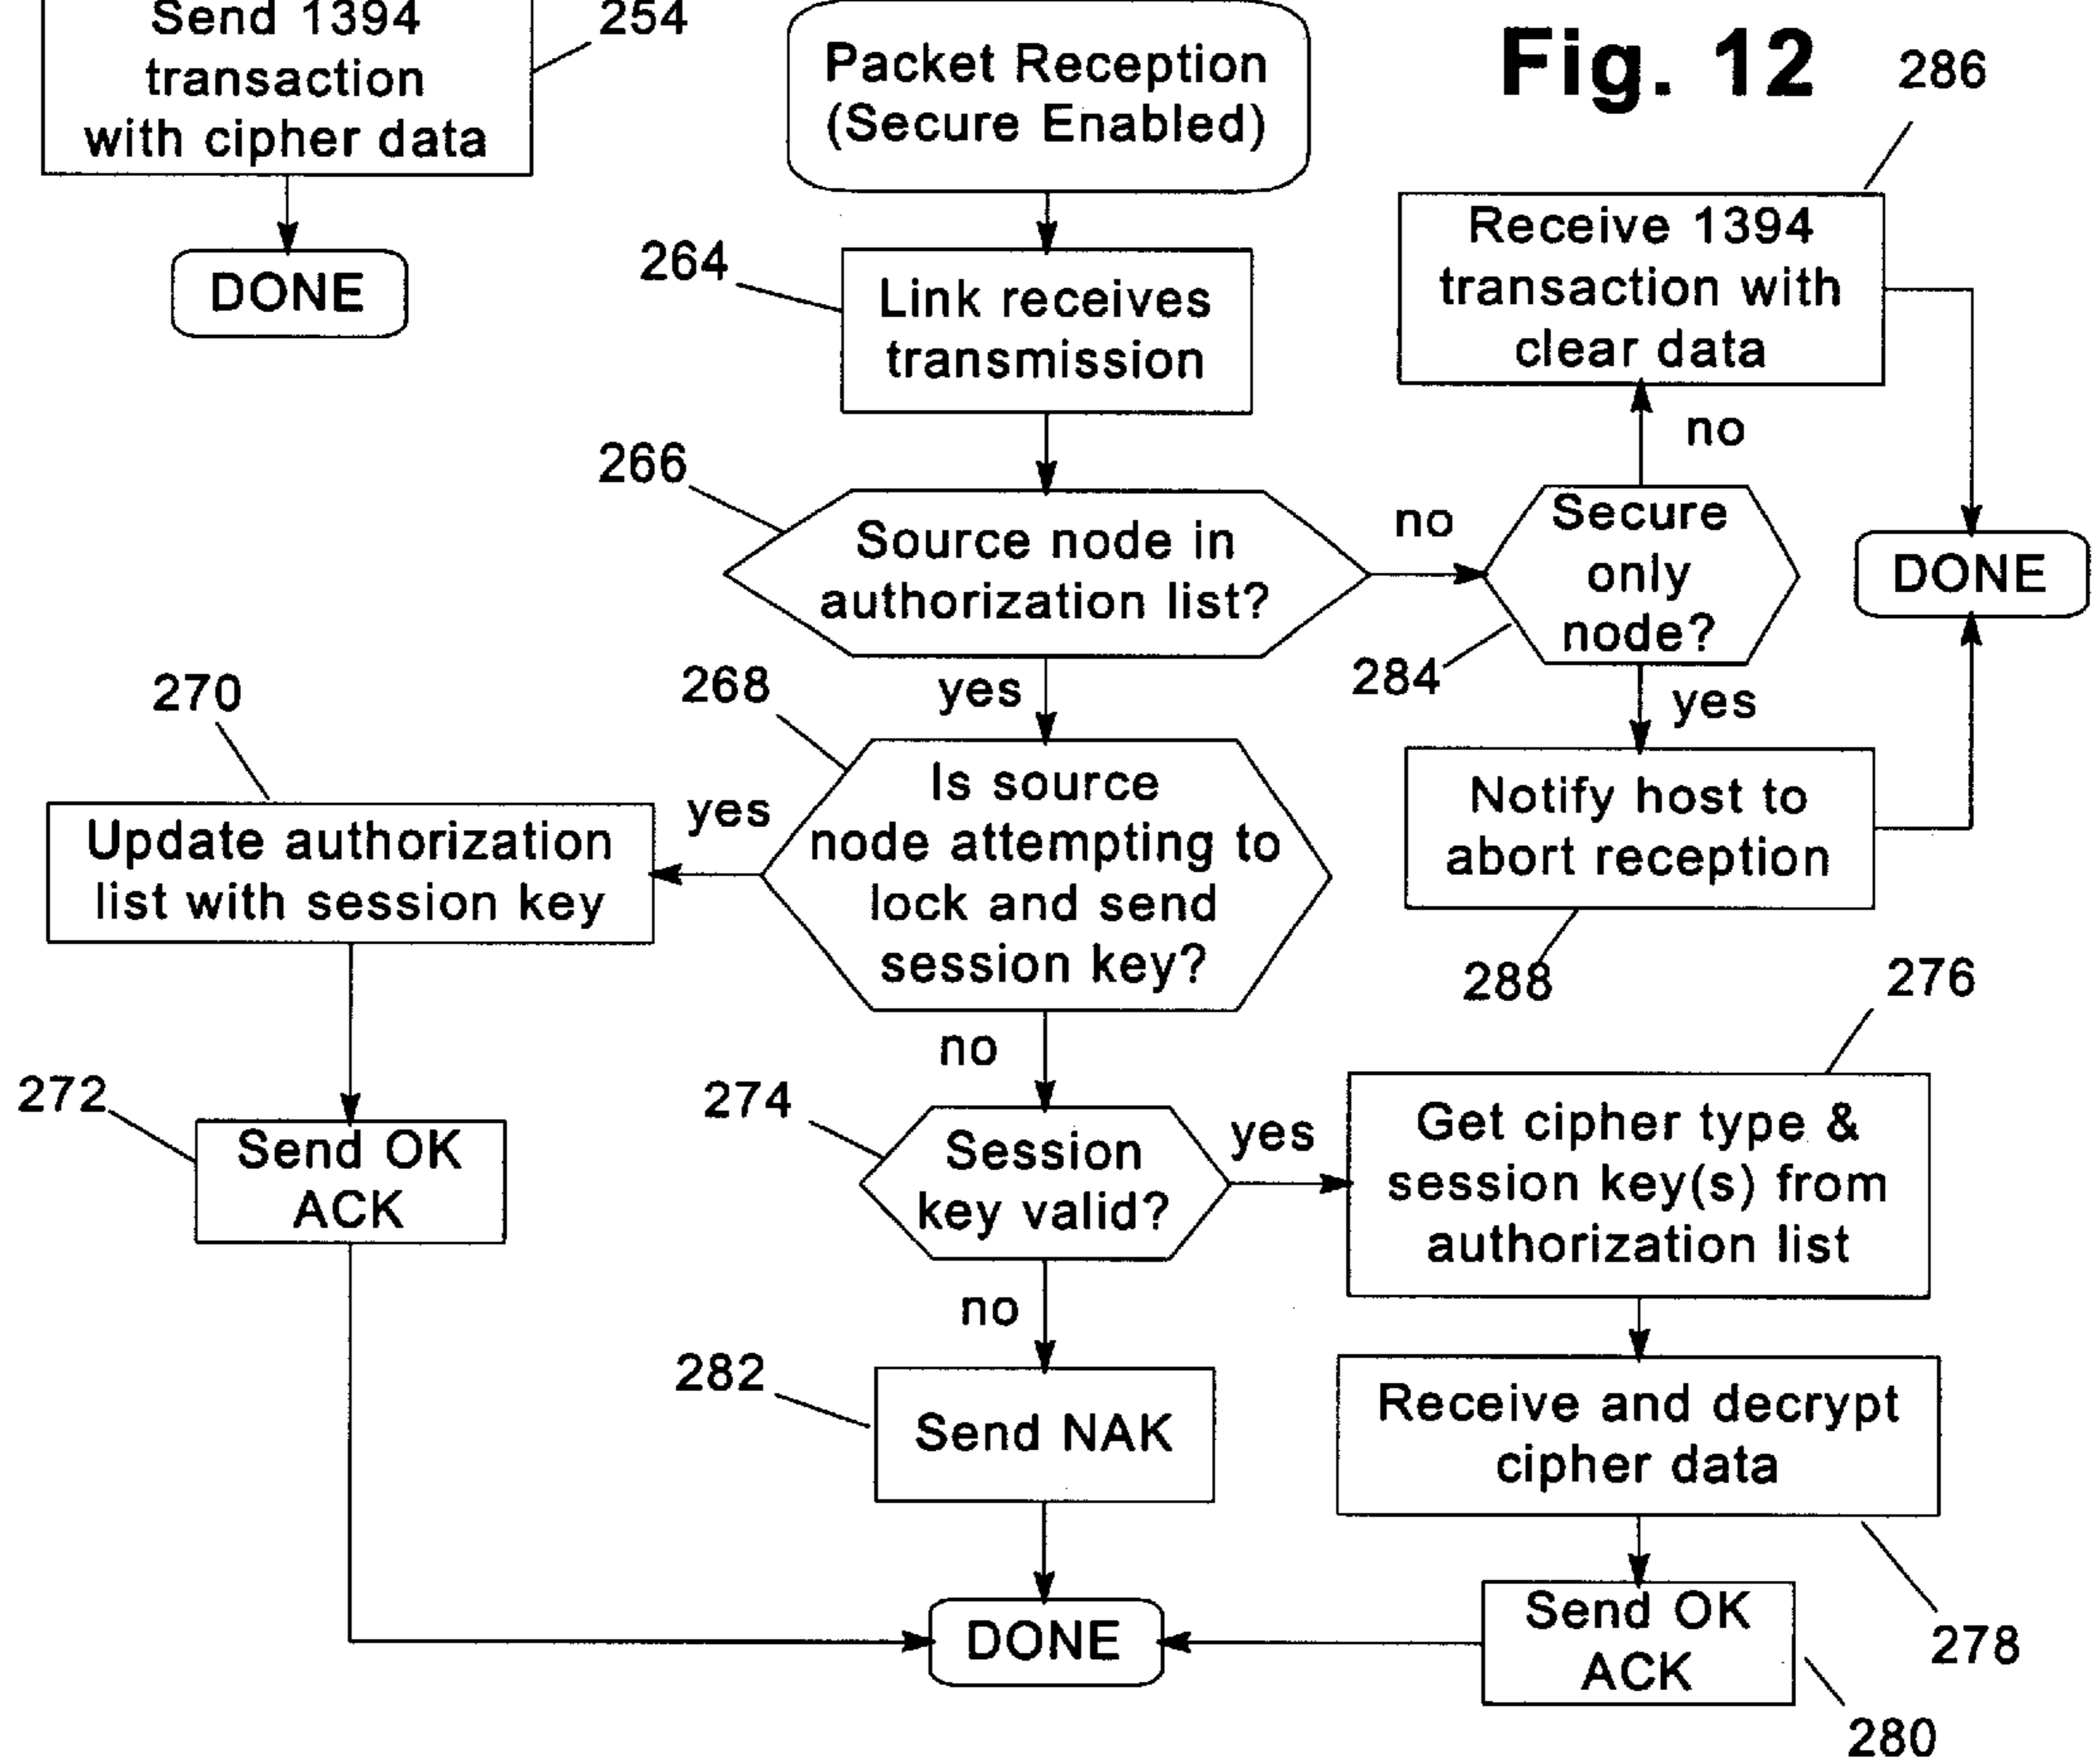 Send 1394
transaction
with cipher data
254
DONE
Packet Reception
(Secure Enabled)
Fig. 12
286
264
Link receives
transmission
Receive 1394
transaction with
clear data
no
266
Source node in
authorization list?
no
Secure
only
node?
DONE
284
yes
268
yes
270
Is source
node attempting to
lock and send
session key?
yes
Update authorization
list with session key
Notify host to
abort reception
288
276
no
272
Send OK
ACK
274
Session
key valid?
yes
Get cipher type &
session key(s) from
authorization list
no
282
Send NAK
Receive and decrypt
cipher data
DONE
Send OK
ACK
278
280